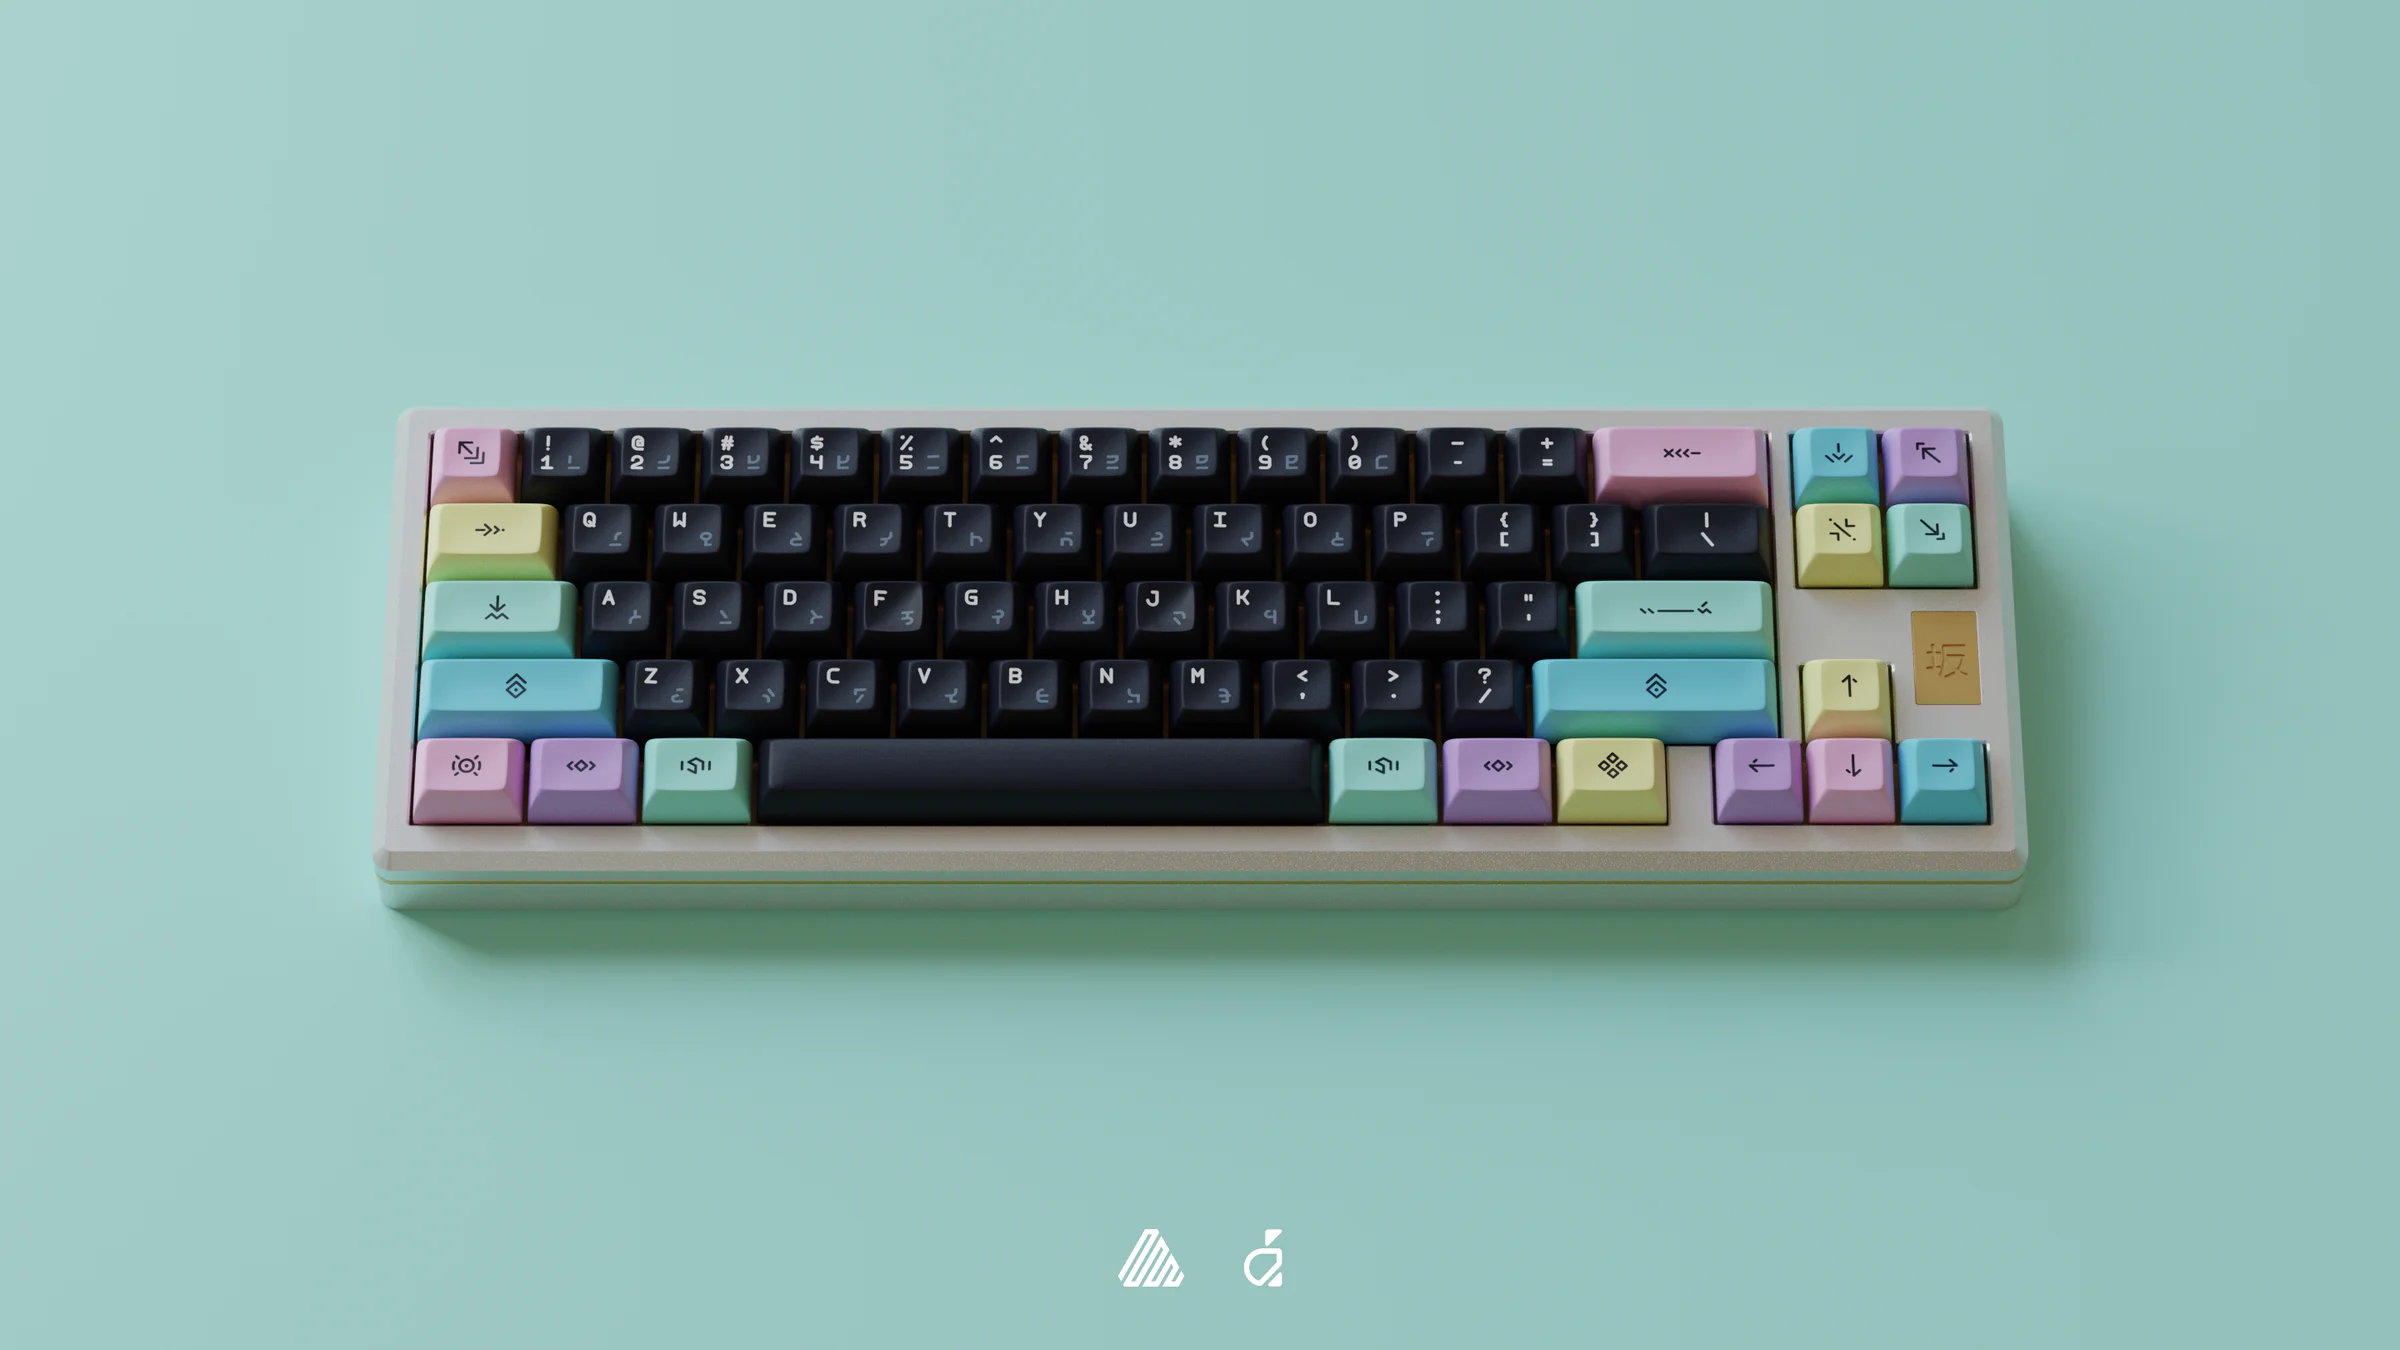 ! @ # $ % ^ & * ( ) – +
1 2 3 4 5 6 7 8 9 0 - =
Q W E R T Y U I O P { } |
[ ] \
A S D F G H J K L : "
; '
Z X C V B N M < > ?
, . /
坂